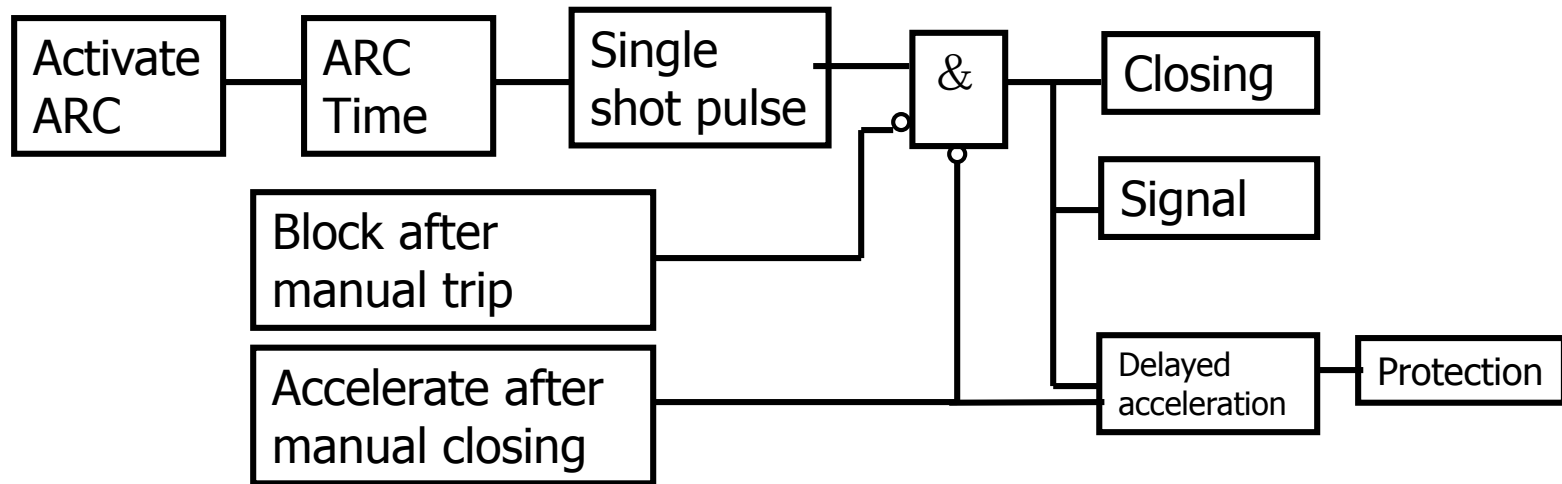 Activate
ARC
ARC
Time
Single
shot pulse
&
Closing
Signal
Block after
manual trip
Accelerate after
manual closing
Delayed
acceleration
Protection